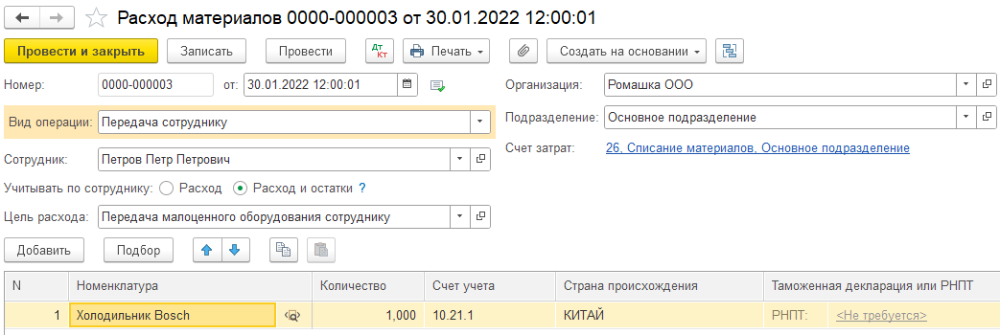 Расход материалов 0000-000003 от 30.01.2022 12:00:01
Провести и закрыть Записать Провести Дт Кт Печать Создать на основании
Номер: 0000-000003 от: 30.01.2022 12:00:01 Организация: Ромашка ООО
Вид операции: Передача сотруднику Подразделение: Основное подразделение
Сотрудник: Петров Петр Петрович Счет затрат: 26, Списание материалов, Основное подразделение
Учитывать по сотруднику: Расход Расход и остатки ?
Цель расхода: Передача малоценного оборудования сотруднику
Добавить Подбор
N Номенклатура Количество Счет учета Страна происхождения Таможенная декларация или РНПТ
1 Холодильник Bosch 1,000 10.21.1 КИТАЙ РНПТ: <Не требуется>